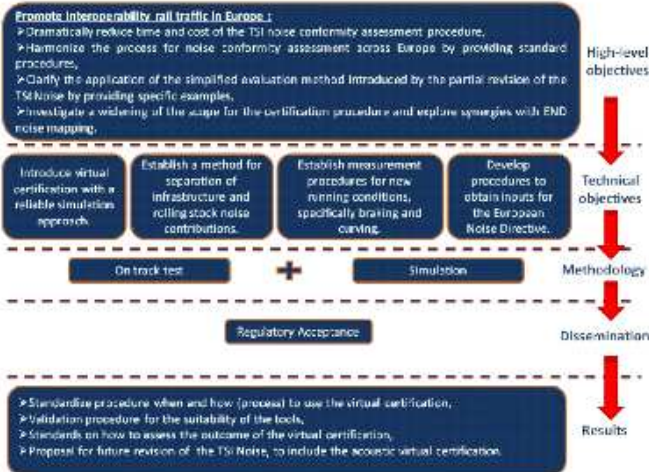 Promote Interoperability rail traffic in Europe :
➢Dramatically reduce time and cost of the TSI noise conformity assessment procedure,
➢Harmonize the process for noise conformity assessment across Europe by providing standard
procedures,
➢Clarify the application of the simplified evaluation method introduced by the partial revision of the
TSI Noise by providing specific examples,
➢Investigate a widening of the scope for the certification procedure and explore synergies with END
noise mapping.
High-level
objectives
Introduce virtual
certification with a
reliable simulation
approach.
Establish a method for
separation of
infrastructure and
rolling stock noise
contributions.
Establish measurement
procedures for new
running conditions,
specifically braking and
curving.
Develop
procedures to
obtain inputs for
the European
Noise Directive.
Technical
objectives
On track test
+
Simulation
Methodology
Regulatory Acceptance
Dissemination
➢Standardize procedure when and how (process) to use the virtual certification,
➢Validation procedure for the suitability of the tools,
➢Standards on how to assess the outcome of the virtual certification,
➢Proposal for future revision of the TSI Noise, to include the acoustic virtual certification.
Results